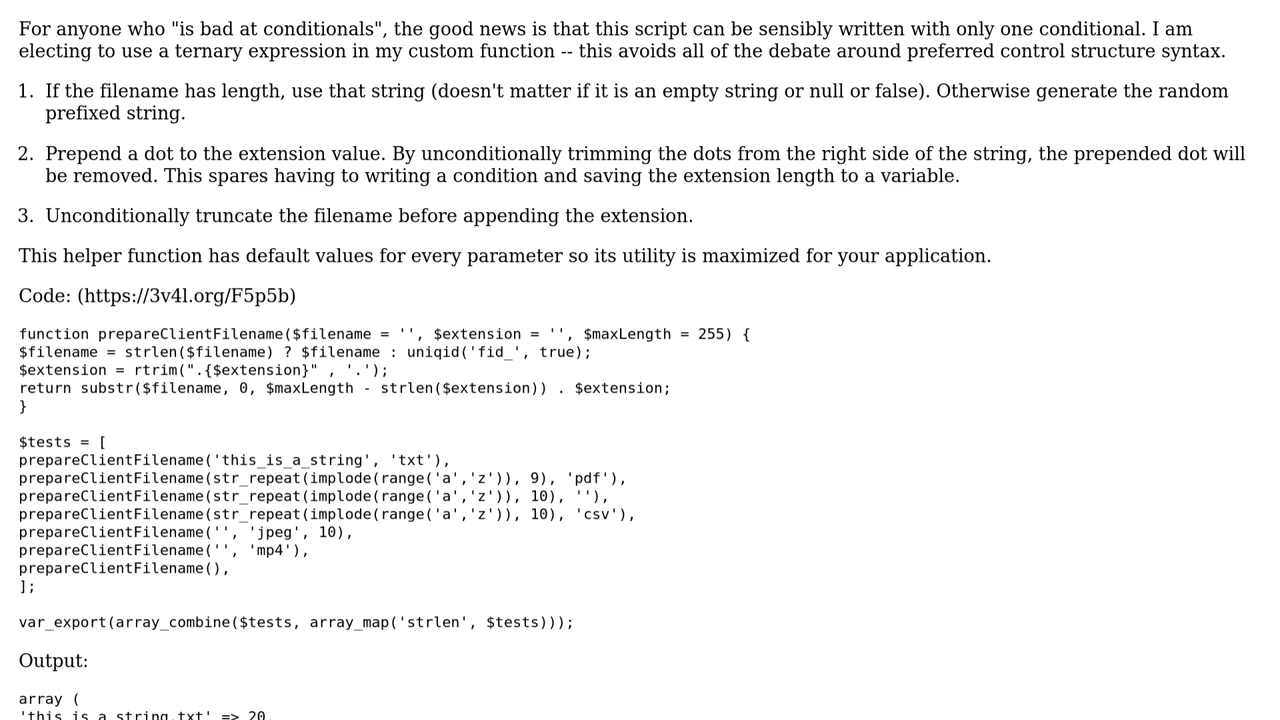 For anyone who "is bad at conditionals", the good news is that this script can be sensibly written with only one conditional. I am
electing to use a ternary expression in my custom function -- this avoids all of the debate around preferred control structure syntax.
1. If the filename has length, use that string (doesn't matter if it is an empty string or null or false). Otherwise generate the random
prefixed string.
2. Prepend a dot to the extension value. By unconditionally trimming the dots from the right side of the string, the prepended dot will
be removed. This spares having to writing a condition and saving the extension length to a variable.
3. Unconditionally truncate the filename before appending the extension.
This helper function has default values for every parameter so its utility is maximized for your application.
Code: (https://3v4l.org/F5p5b)
function prepareClientFilename($filename = '', $extension = '', $maxLength = 255) {
$filename = strlen($filename) ? $filename : uniqid('fid_', true);
$extension = rtrim(".{$extension}" , '.');
return substr($filename, 0, $maxLength - strlen($extension)) . $extension;
}
$tests = [
prepareClientFilename('this_is_a_string', 'txt'),
prepareClientFilename(str_repeat(implode(range('a','z')), 9), 'pdf'),
prepareClientFilename(str_repeat(implode(range('a','z')), 10), ''),
prepareClientFilename(str_repeat(implode(range('a','z')), 10), 'csv'),
prepareClientFilename('', 'jpeg', 10),
prepareClientFilename('', 'mp4'),
prepareClientFilename(),
];
var_export(array_combine($tests, array_map('strlen', $tests)));
Output:
array (
'this_is_a_string.txt' => 20,